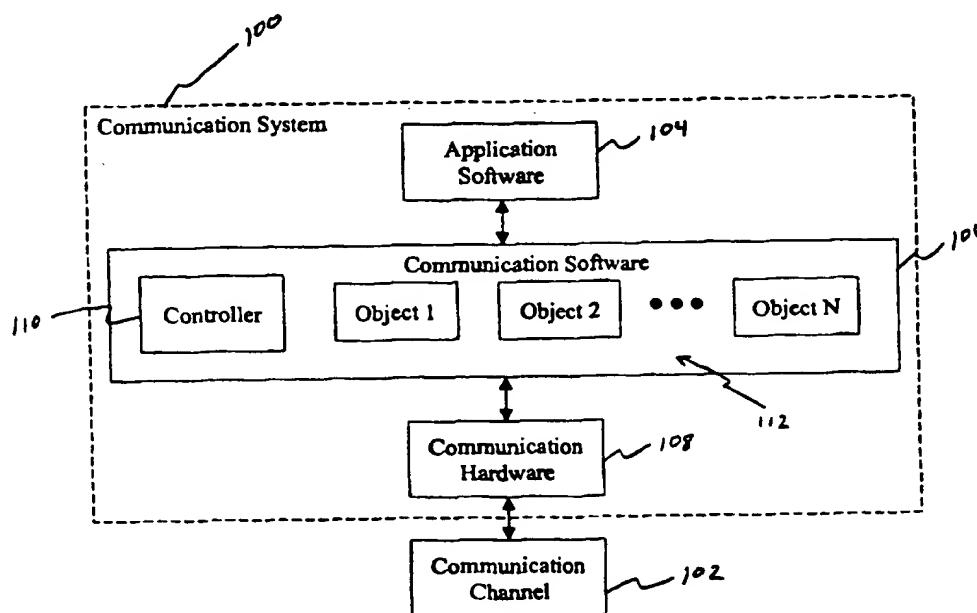 100
Communication System
Application
Software
104
Communication Software
110
Controller
Object 1
Object 2
Object N
112
Communication
Hardware
108
Communication
Channel
102